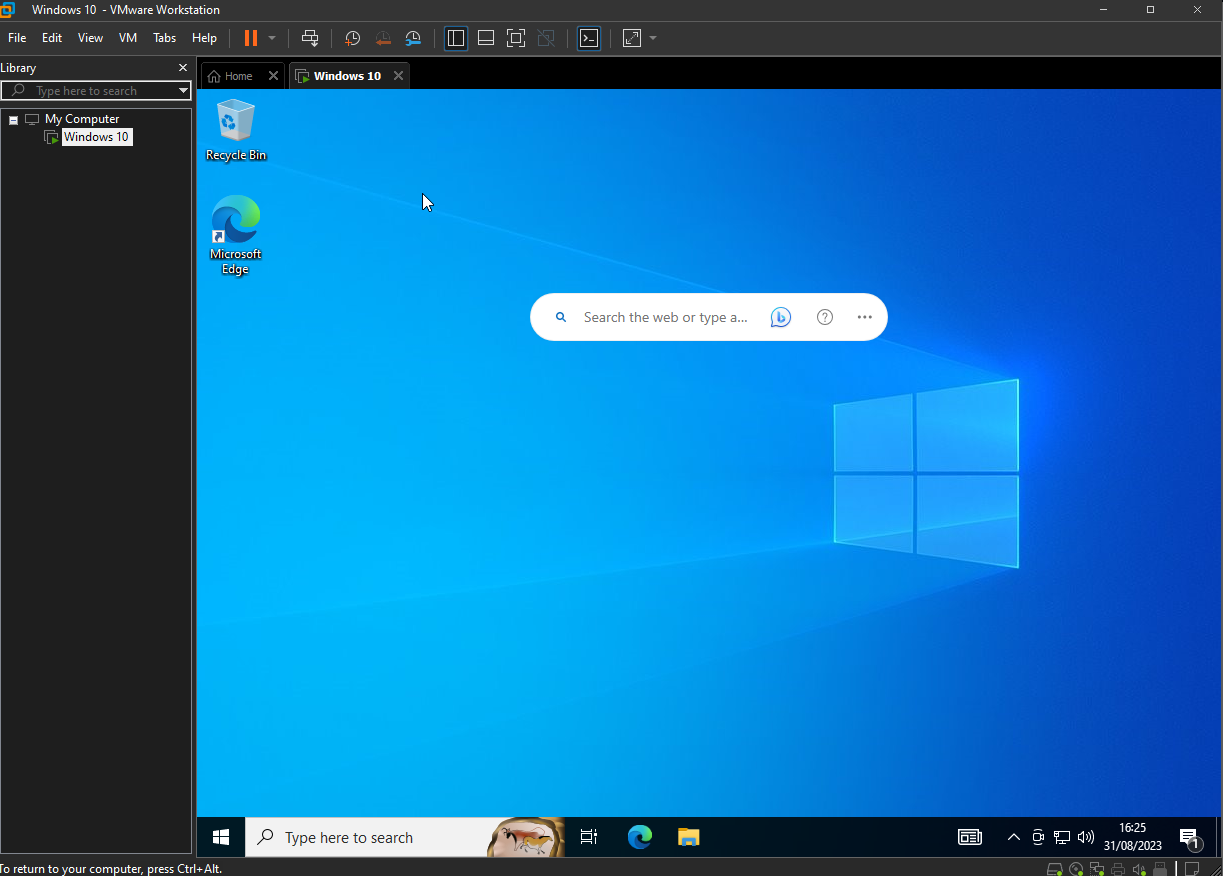 Windows 10 - VMware Workstation
File Edit View VM Tabs Help
Library
Home
Windows 10
Type here to search
My Computer
Windows 10
Recycle Bin
Microsoft
Edge
Search the web or type a...
Type here to search
16:25
31/08/2023
1
To return to your computer, press Ctrl+Alt.